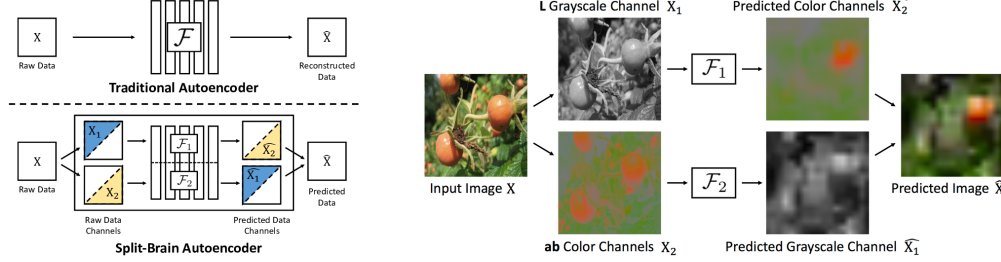 X
Raw Data
ℱ
X̂
Reconstructed
Data
Traditional Autoencoder
X
Raw Data
X₁
X₂
Raw Data
Channels
ℱ₁
ℱ₂
X̂₂
X̂₁
Predicted Data
Channels
X̂
Predicted
Data
Split-Brain Autoencoder
L Grayscale Channel X₁
Predicted Color Channels X̂₂
ℱ₁
Input Image X
Predicted Image X̂
ℱ₂
ab Color Channels X₂
Predicted Grayscale Channel X̂₁